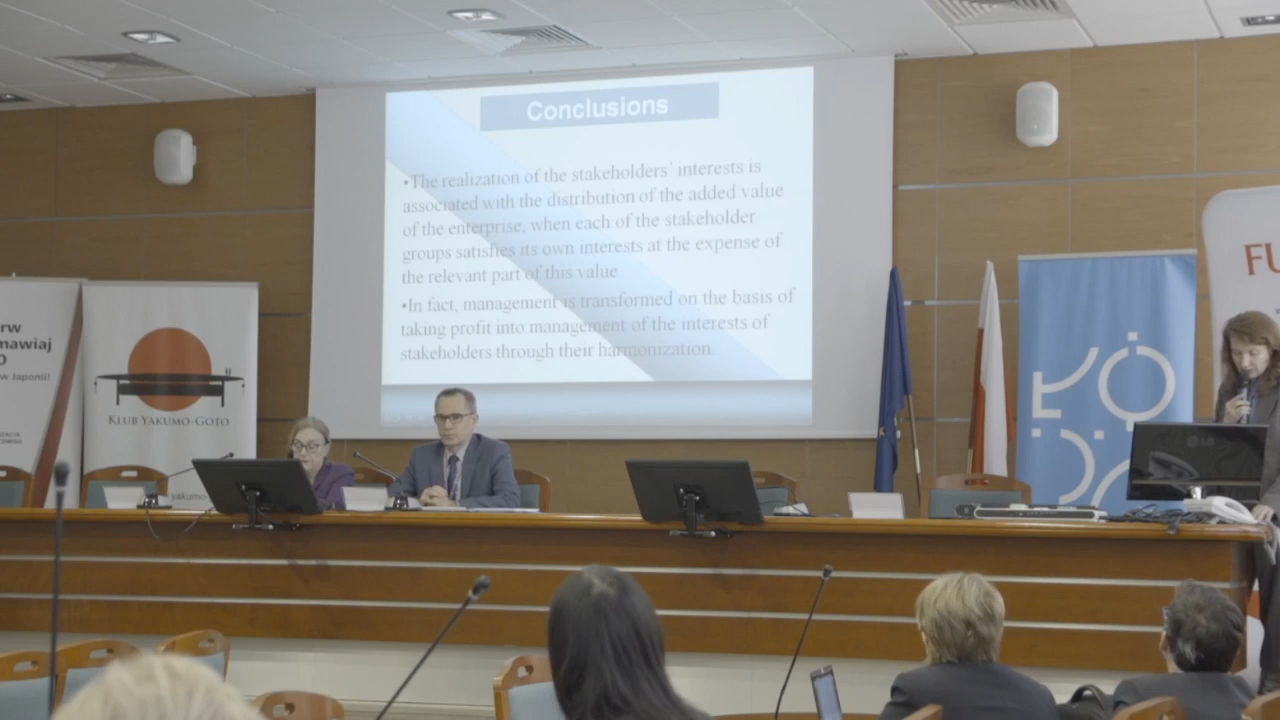 Conclusions
•The realization of the stakeholders' interests is
associated with the distribution of the added value
of the enterprise, when each of the stakeholder
groups satisfies its own interests at the expense of
the relevant part of this value.
•In fact, management is transformed on the basis of
taking profit into management of the interests of
stakeholders through their harmonization.
rw
mawiaj
O
w Japonii!
KLUB YAKUMO-GOTO
yakumo-
FU
LG